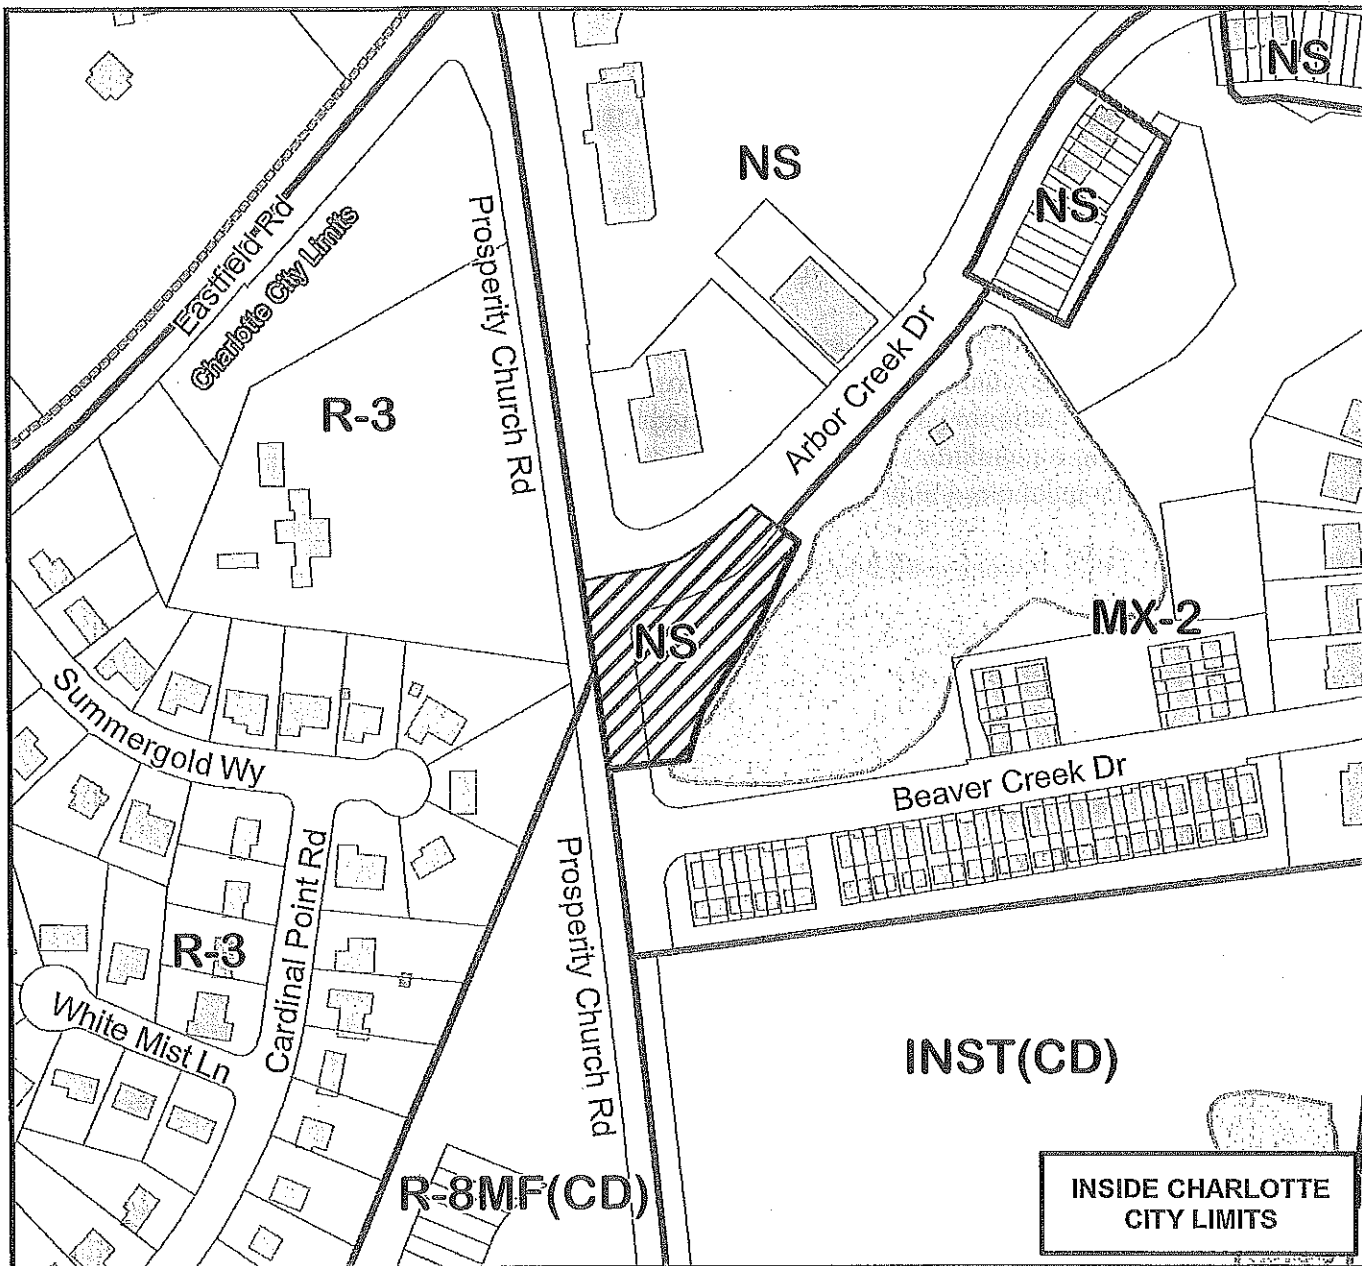 NS
NS
NS
Prosperity Church Rd
Eastfield Rd
Charlotte City Limits
R-3
Arbor Creek Dr
NS
MX-2
Summergold Wy
Beaver Creek Dr
Cardinal Point Rd
Prosperity Church Rd
R-3
White Mist Ln
INST(CD)
R-8MF(CD)
INSIDE CHARLOTTE
CITY LIMITS